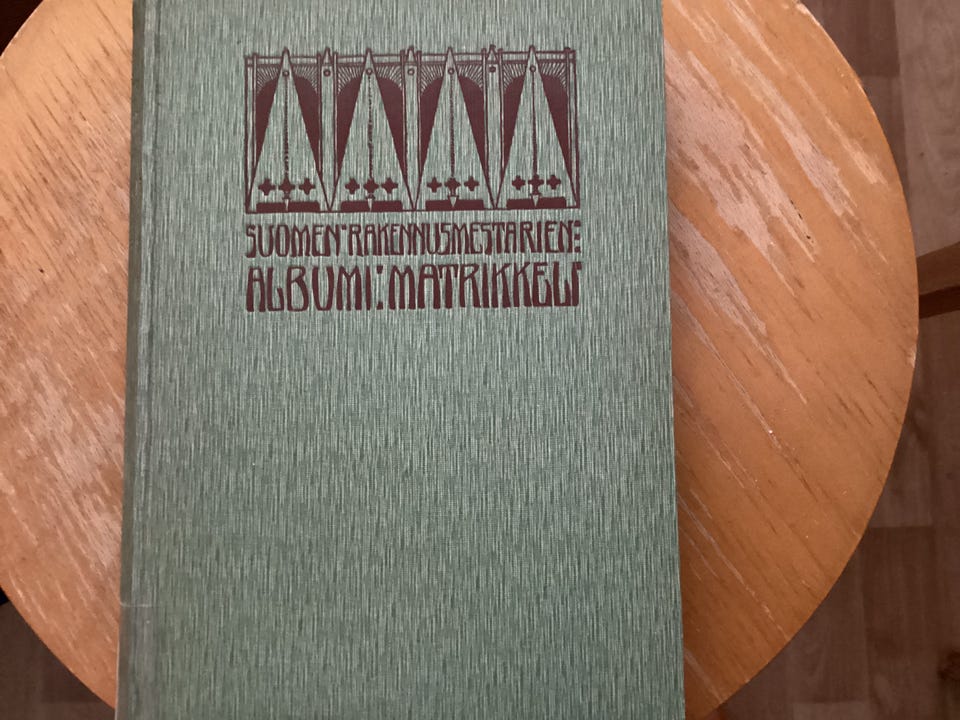 SUOMEN-RAKENNUSMESTARIEN:
ALBUMI: MATRIKKELI